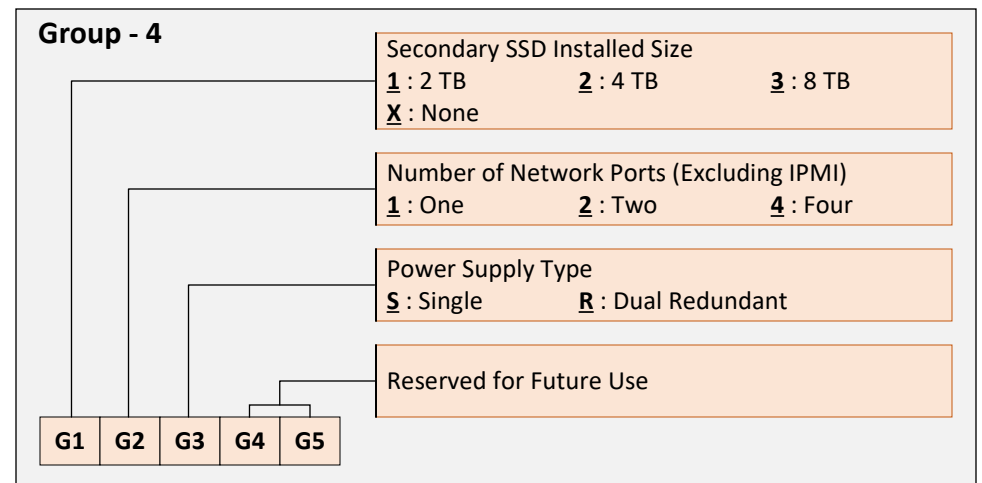 Group - 4
Secondary SSD Installed Size
1 : 2 TB 2 : 4 TB 3 : 8 TB
X : None
Number of Network Ports (Excluding IPMI)
1 : One 2 : Two 4 : Four
Power Supply Type
S : Single R : Dual Redundant
Reserved for Future Use
G1 G2 G3 G4 G5